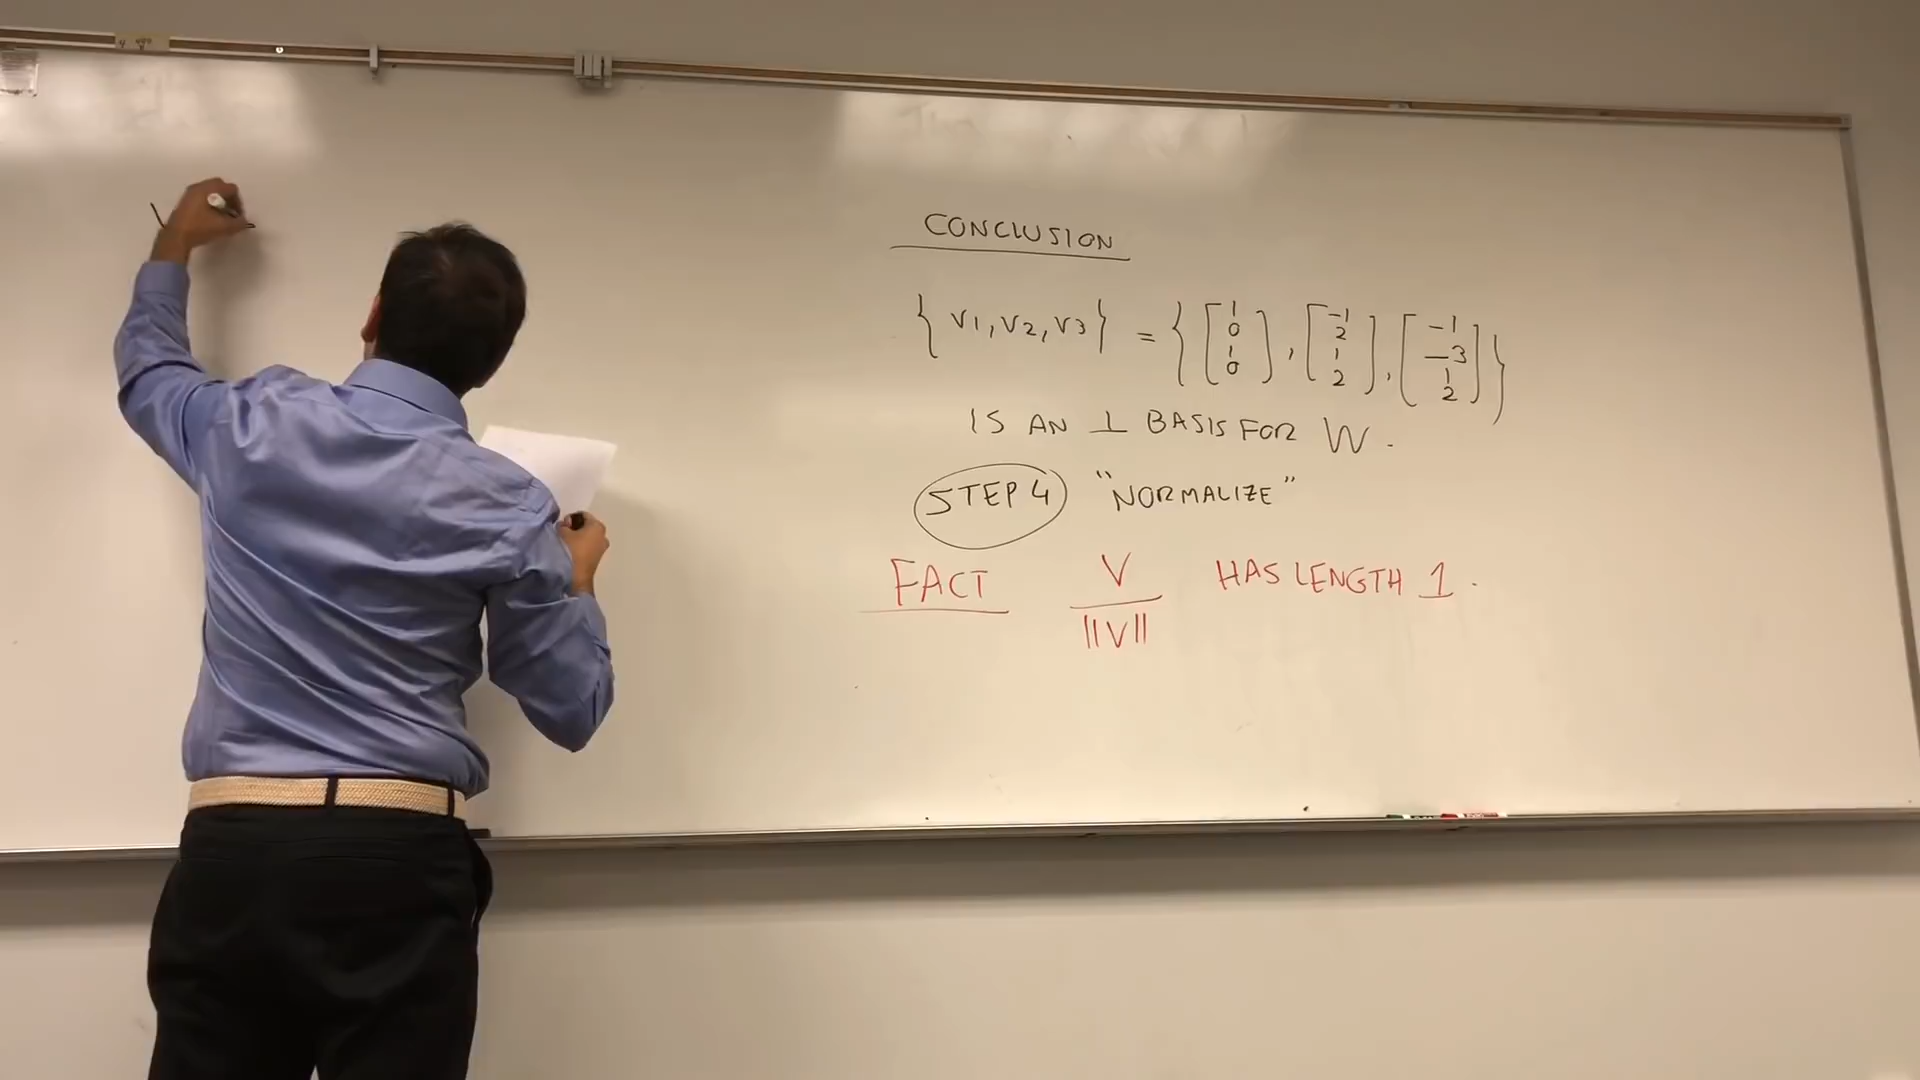 CONCLUSION
{ V1, V2, V3 } = { [ 1 0 1 0 ], [ -1 2 1 2 ], [ -1 -3 1 2 ] }
IS AN ⊥ BASIS FOR W.
STEP 4 "NORMALIZE"
FACT V / ||V|| HAS LENGTH 1.